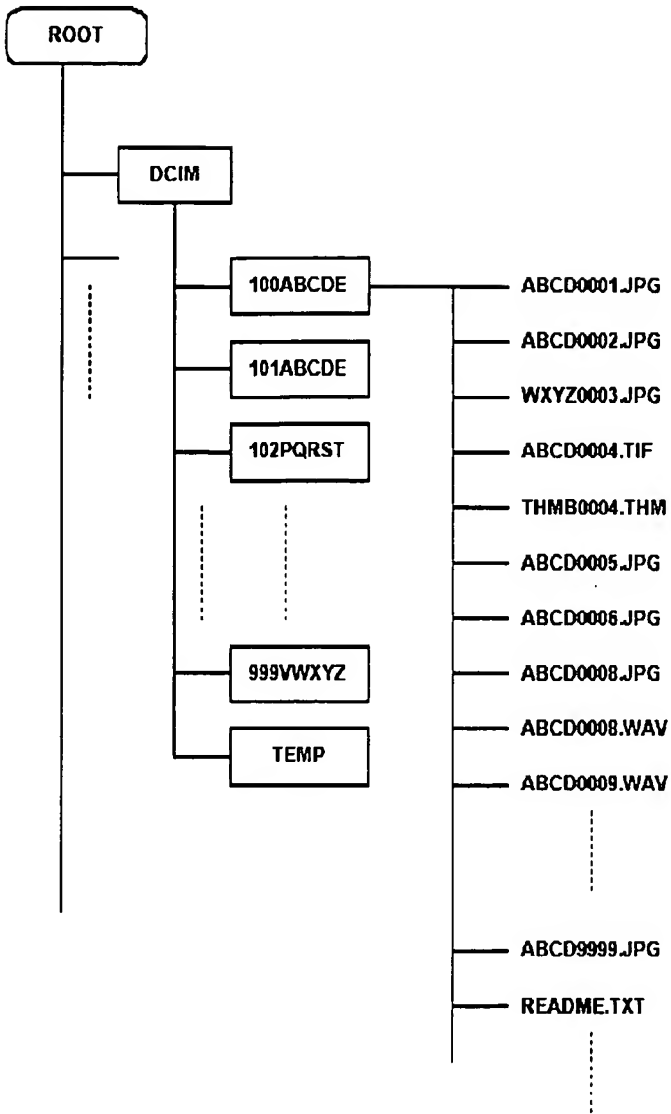 ROOT
DCIM
100ABCDE
ABCD0001.JPG
101ABCDE
ABCD0002.JPG
WXYZ0003.JPG
102PQRST
ABCD0004.TIF
THMB0004.THM
ABCD0005.JPG
ABCD0006.JPG
999VWXYZ
ABCD0008.JPG
ABCD0008.WAV
TEMP
ABCD0009.WAV
ABCD9999.JPG
README.TXT